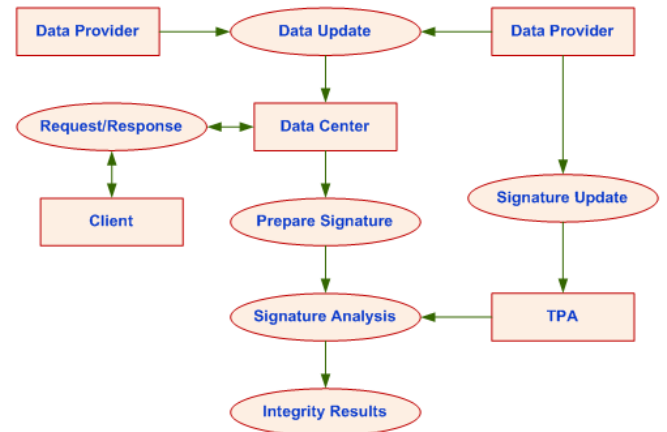 Data Provider
Data Update
Data Provider
Request/Response
Data Center
Client
Prepare Signature
Signature Update
Signature Analysis
TPA
Integrity Results